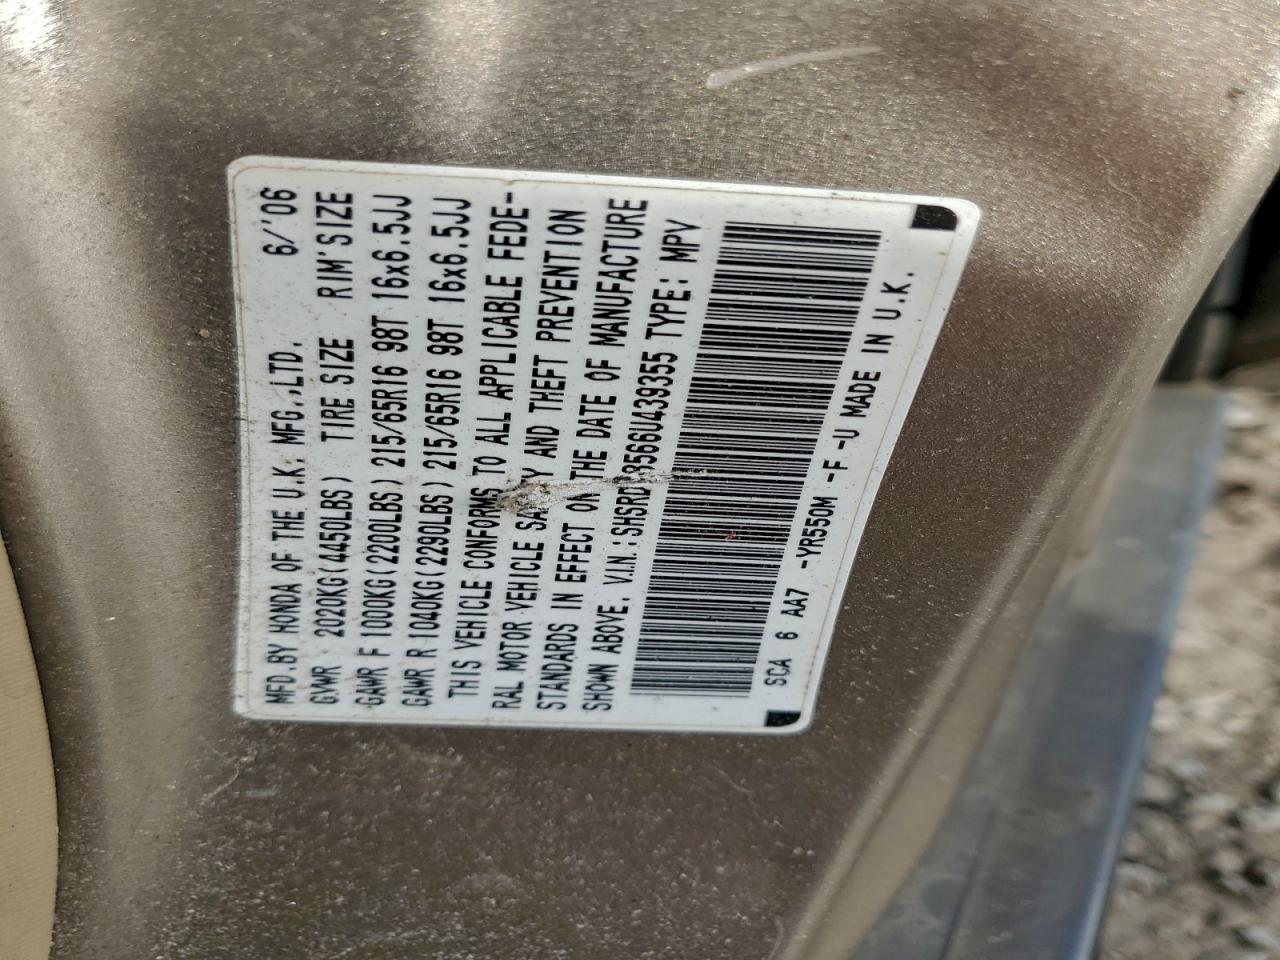 MFD.BY HONDA OF THE U.K. MFG.,LTD. 6/'06
GVWR 2020KG(4450LBS) TIRE SIZE RIM'SIZE
GAWR F 1000KG(2200LBS) 215/65R16 98T 16x6.5JJ
GAWR R 1040KG(2290LBS) 215/65R16 98T 16x6.5JJ
THIS VEHICLE CONFORMS TO ALL APPLICABLE FEDE-
RAL MOTOR VEHICLE SAFETY AND THEFT PREVENTION
STANDARDS IN EFFECT ON THE DATE OF MANUFACTURE
SHOWN ABOVE. V.I.N.: TYPE: MPV
SCA 6 AA7 -YR550M -F -U MADE IN U.K.